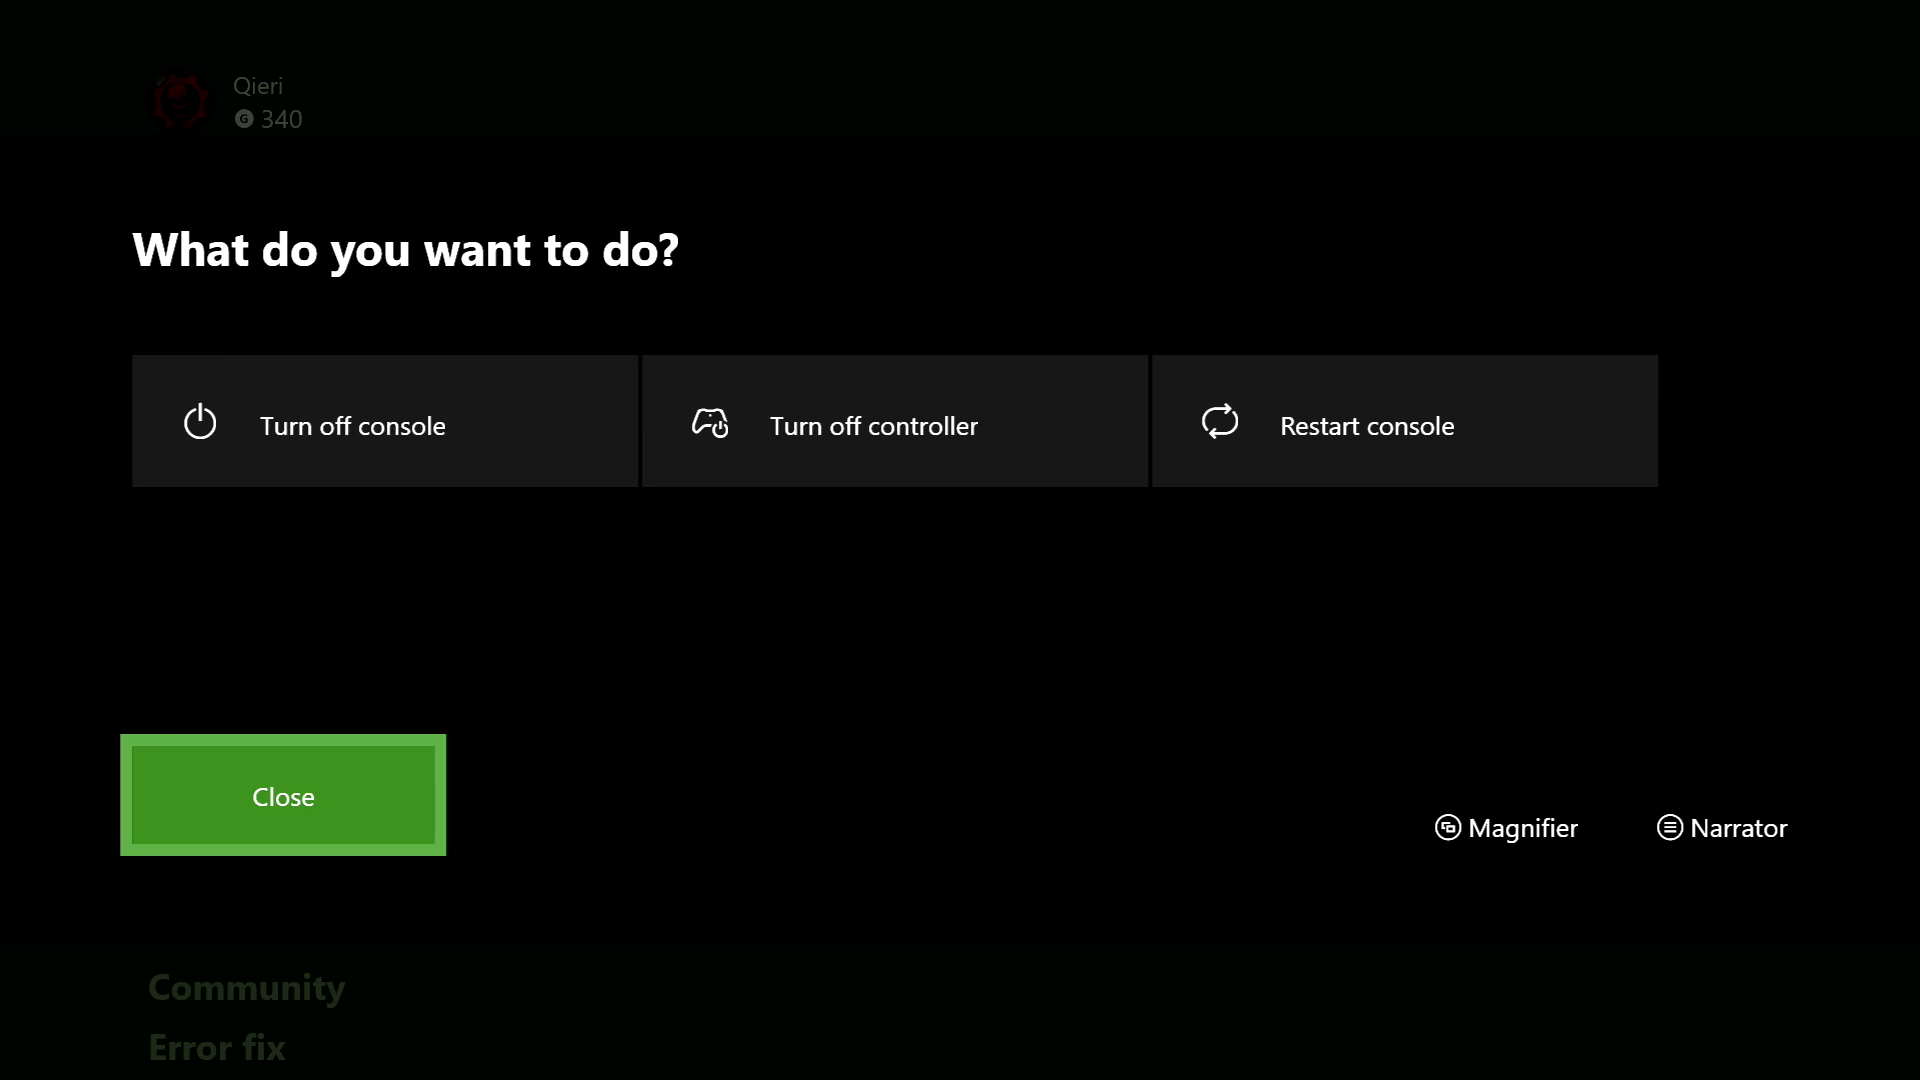 Qieri
G 340
What do you want to do?
Turn off console
Turn off controller
Restart console
Close
Magnifier
Narrator
Community
Error fix